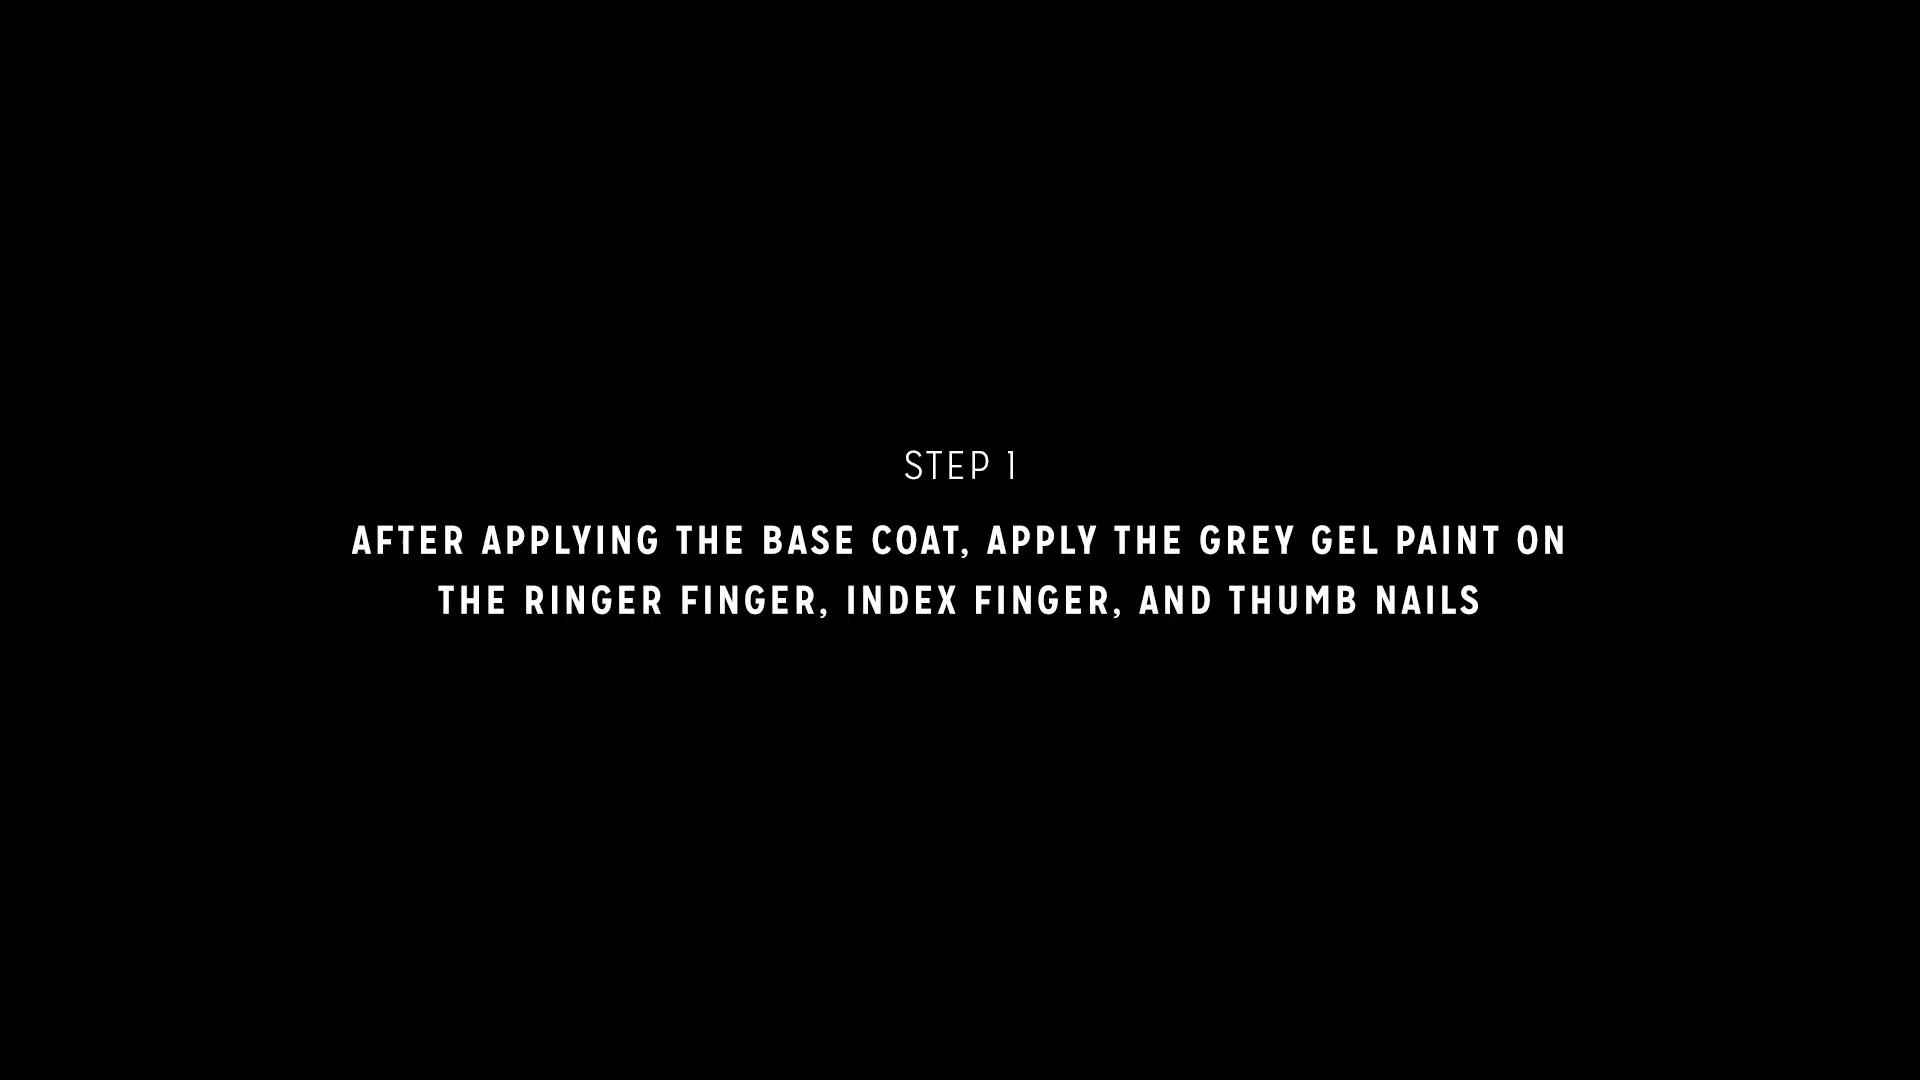 STEP 1
AFTER APPLYING THE BASE COAT, APPLY THE GREY GEL PAINT ON
THE RINGER FINGER, INDEX FINGER, AND THUMB NAILS